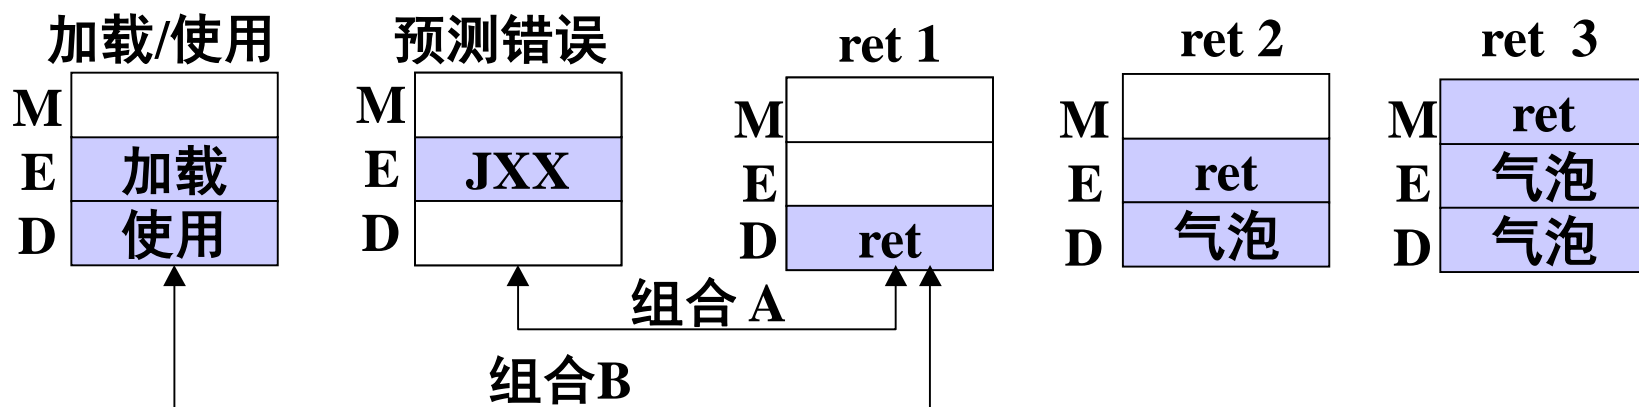 加载/使用 预测错误 ret 1 ret 2 ret 3
M M M M M ret
E 加载 E JXX E E ret E 气泡
D 使用 D D ret D 气泡 D 气泡
组合 A
组合B